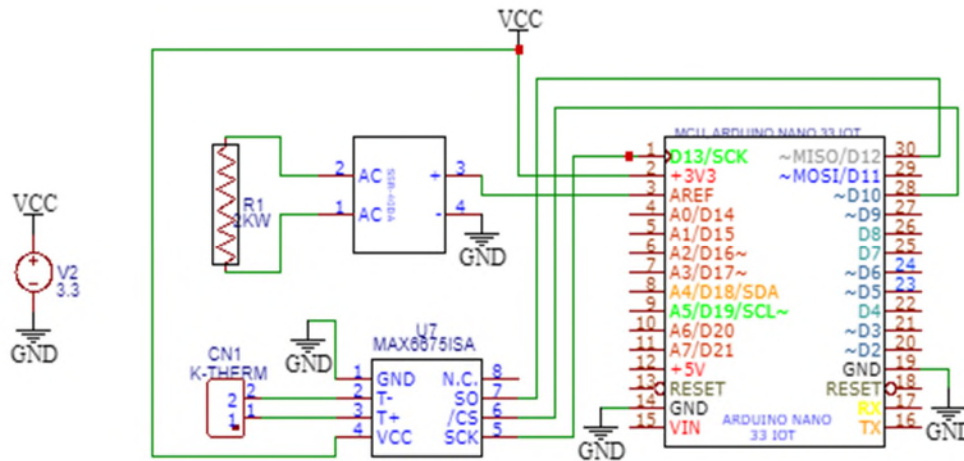 VCC
MCU ARDUINO NANO 33 IOT
1 D13/SCK ~MISO/D12 30
2 +3V3 ~MOSI/D11 29
3 AREF ~D10 28
4 A0/D14 ~D9 27
5 A1/D15 D8 26
6 A2/D16~ D7 25
7 A3/D17~ ~D6 24
8 A4/D18/SDA ~D5 23
9 A5/D19/SCL~ D4 22
10 A6/D20 ~D3 21
11 A7/D21 ~D2 20
12 +5V GND 19
13 RESET RESET 18
14 GND RX 17
15 VIN TX 16
ARDUINO NANO
33 IOT
GND
GND
2 AC + 3
1 AC - 4
GND
R1
2KW
VCC
V2
3.3
GND
GND
U7
MAX6675ISA
1 GND N.C. 8
2 T- SO 7
3 T+ /CS 6
4 VCC SCK 5
CN1
K-THERM
2 2
1 1